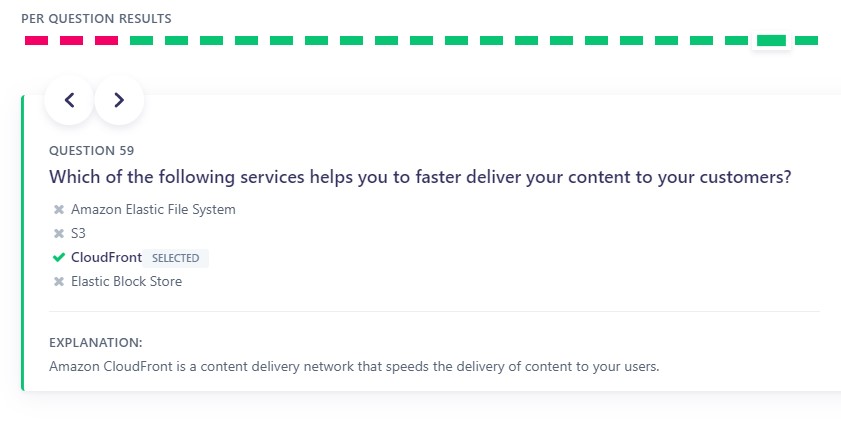 PER QUESTION RESULTS
QUESTION 59
Which of the following services helps you to faster deliver your content to your customers?
Amazon Elastic File System
S3
CloudFront SELECTED
Elastic Block Store
EXPLANATION:
Amazon CloudFront is a content delivery network that speeds the delivery of content to your users.